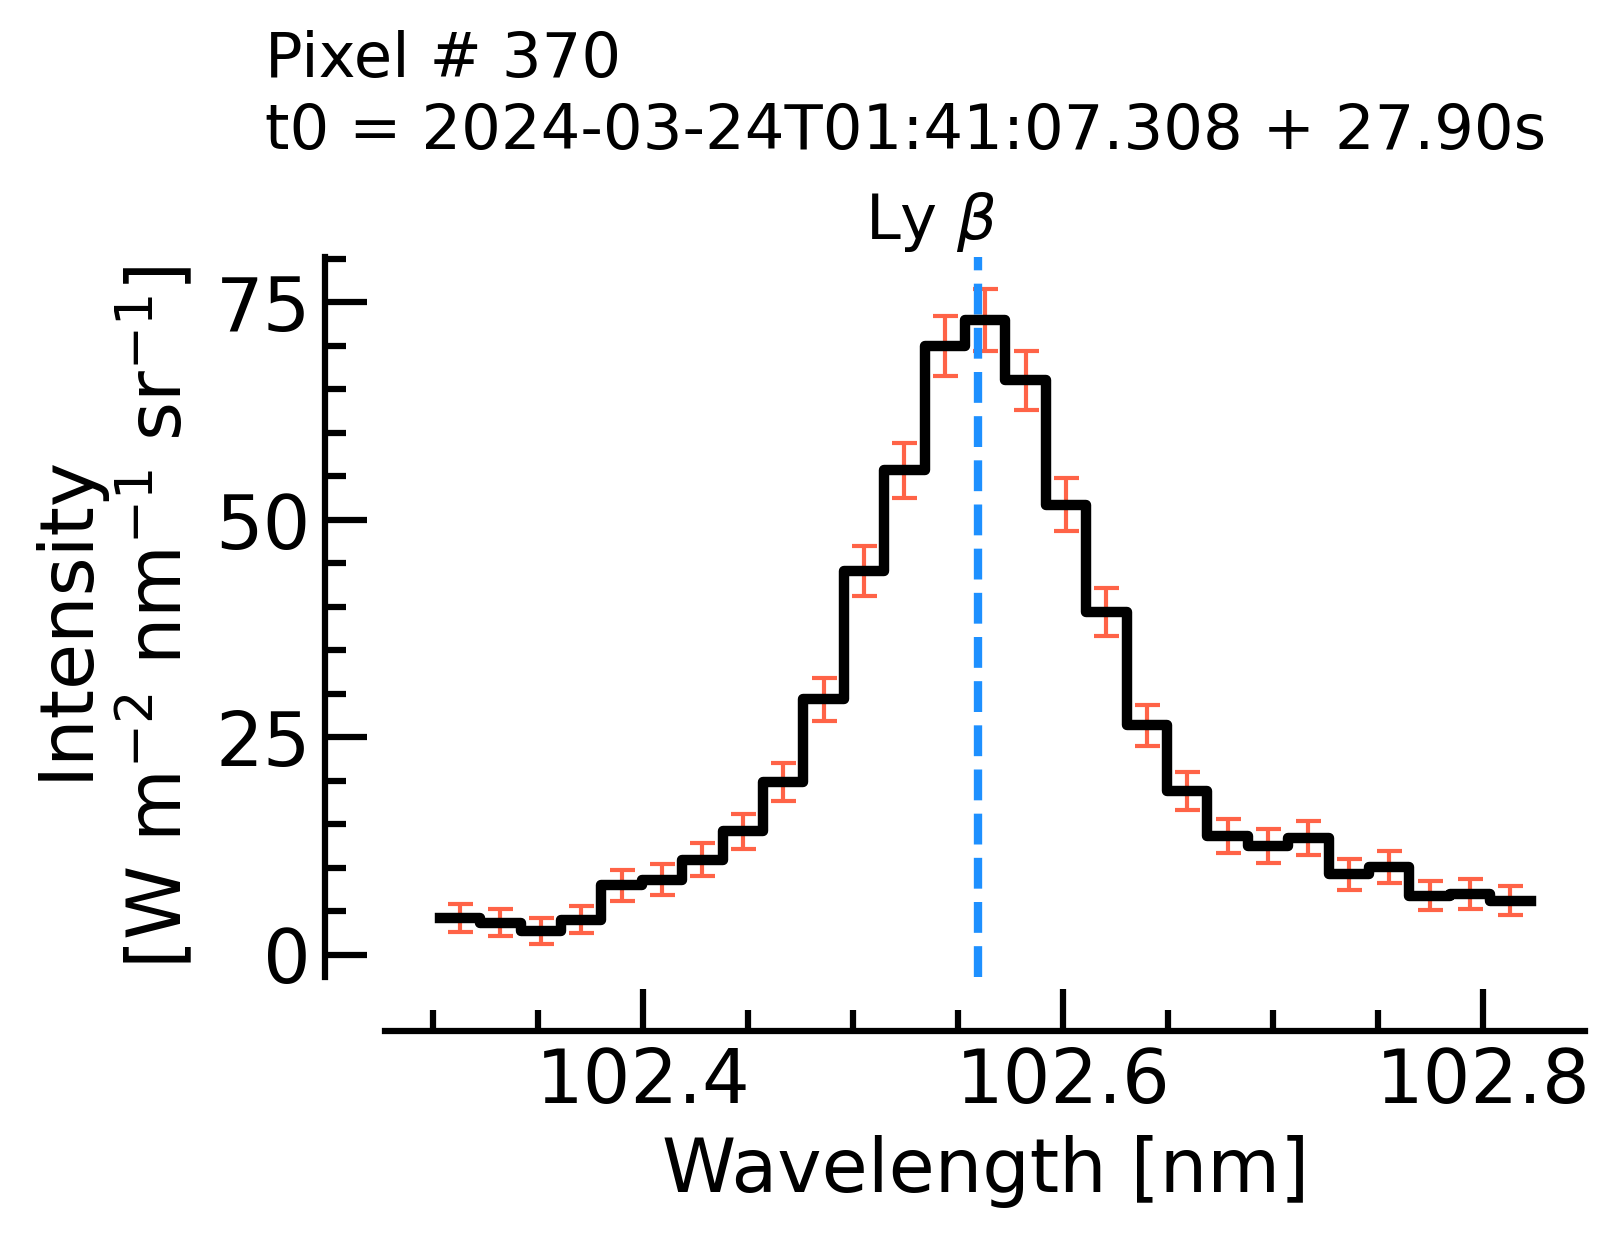 Pixel # 370
t0 = 2024-03-24T01:41:07.308 + 27.90s
Ly β
Intensity
[W m⁻² nm⁻¹ sr⁻¹]
75
50
25
0
102.4 102.6 102.8
Wavelength [nm]